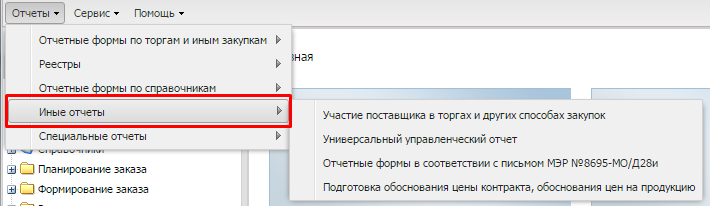 Отчеты Сервис Помощь
Отчетные формы по торгам и иным закупкам
Реестры
Отчетные формы по справочникам
Иные отчеты
Специальные отчеты
Участие поставщика в торгах и других способах закупок
Универсальный управленческий отчет
Отчетные формы в соответствии с письмом МЭР №8695-МО/Д28и
Подготовка обоснования цены контракта, обоснования цен на продукцию
Справочники
Планирование заказа
Формирование заказа